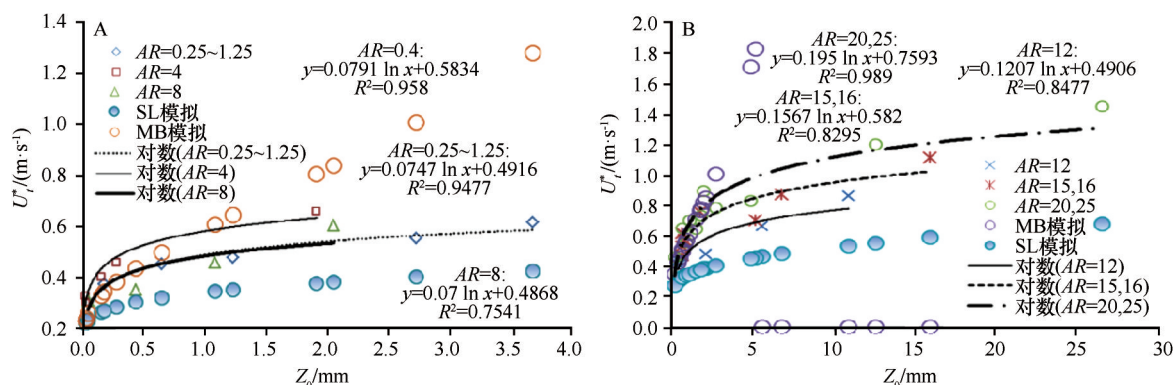 A
1.4
1.2
1.0
0.8
0.6
0.4
0.2
U*t/(m·s⁻¹)
AR=0.25~1.25
AR=4
AR=8
SL模拟
MB模拟
对数(AR=0.25~1.25)
对数(AR=4)
对数(AR=8)
AR=0.4:
y=0.0791 ln x+0.5834
R²=0.958
AR=0.25~1.25:
y=0.0747 ln x+0.4916
R²=0.9477
AR=8:
y=0.07 ln x+0.4868
R²=0.7541
0 0.5 1.0 1.5 2.0 2.5 3.0 3.5 4.0
Z₀/mm
B
2.0
1.8
1.6
1.4
1.2
1.0
0.8
0.6
0.4
0.2
0.0
U*t/(m·s⁻¹)
AR=20,25:
y=0.195 ln x+0.7593
R²=0.989
AR=15,16:
y=0.1567 ln x+0.582
R²=0.8295
AR=12:
y=0.1207 ln x+0.4906
R²=0.8477
AR=12
AR=15,16
AR=20,25
MB模拟
SL模拟
对数(AR=12)
对数(AR=15,16)
对数(AR=20,25)
0 5 10 15 20 25 30
Z₀/mm